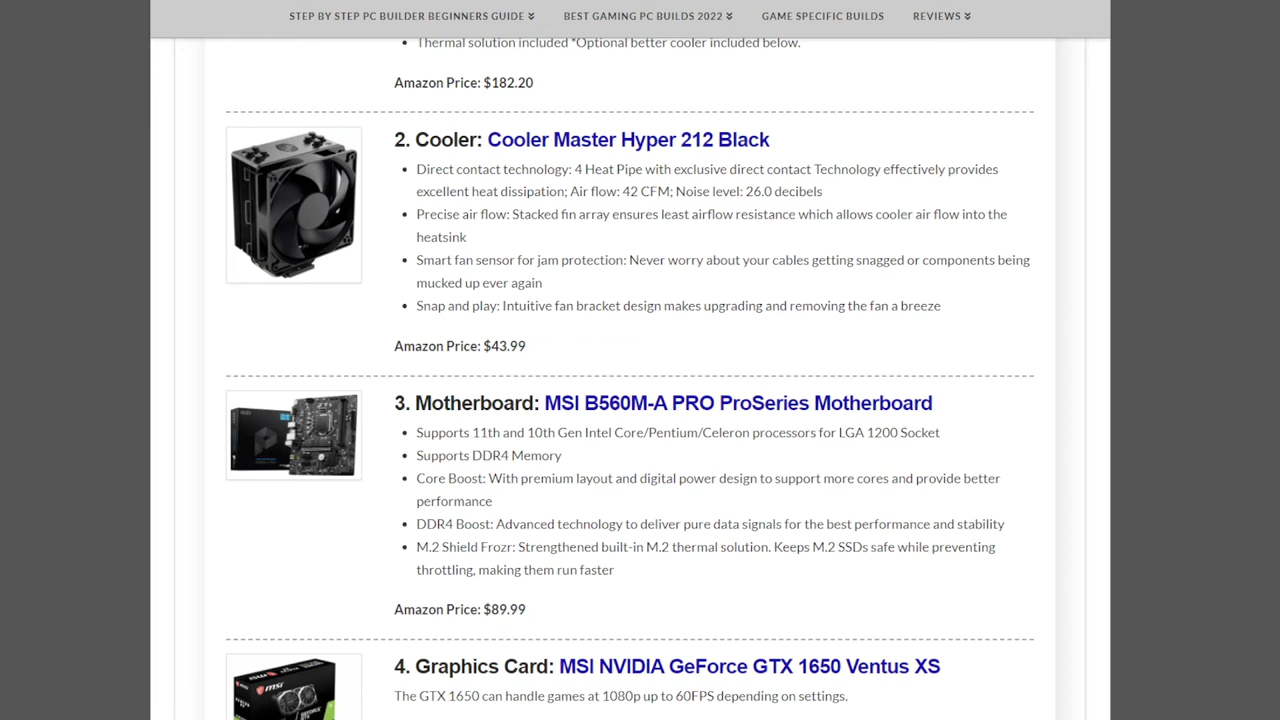 STEP BY STEP PC BUILDER BEGINNERS GUIDE BEST GAMING PC BUILDS 2022 GAME SPECIFIC BUILDS REVIEWS
• Thermal solution included *Optional better cooler included below.
Amazon Price: $182.20
2. Cooler: Cooler Master Hyper 212 Black
• Direct contact technology: 4 Heat Pipe with exclusive direct contact Technology effectively provides
excellent heat dissipation; Air flow: 42 CFM; Noise level: 26.0 decibels
• Precise air flow: Stacked fin array ensures least airflow resistance which allows cooler air flow into the
heatsink
• Smart fan sensor for jam protection: Never worry about your cables getting snagged or components being
mucked up ever again
• Snap and play: Intuitive fan bracket design makes upgrading and removing the fan a breeze
Amazon Price: $43.99
3. Motherboard: MSI B560M-A PRO ProSeries Motherboard
• Supports 11th and 10th Gen Intel Core/Pentium/Celeron processors for LGA 1200 Socket
• Supports DDR4 Memory
• Core Boost: With premium layout and digital power design to support more cores and provide better
performance
• DDR4 Boost: Advanced technology to deliver pure data signals for the best performance and stability
• M.2 Shield Frozr: Strengthened built-in M.2 thermal solution. Keeps M.2 SSDs safe while preventing
throttling, making them run faster
Amazon Price: $89.99
4. Graphics Card: MSI NVIDIA GeForce GTX 1650 Ventus XS
The GTX 1650 can handle games at 1080p up to 60FPS depending on settings.
msi